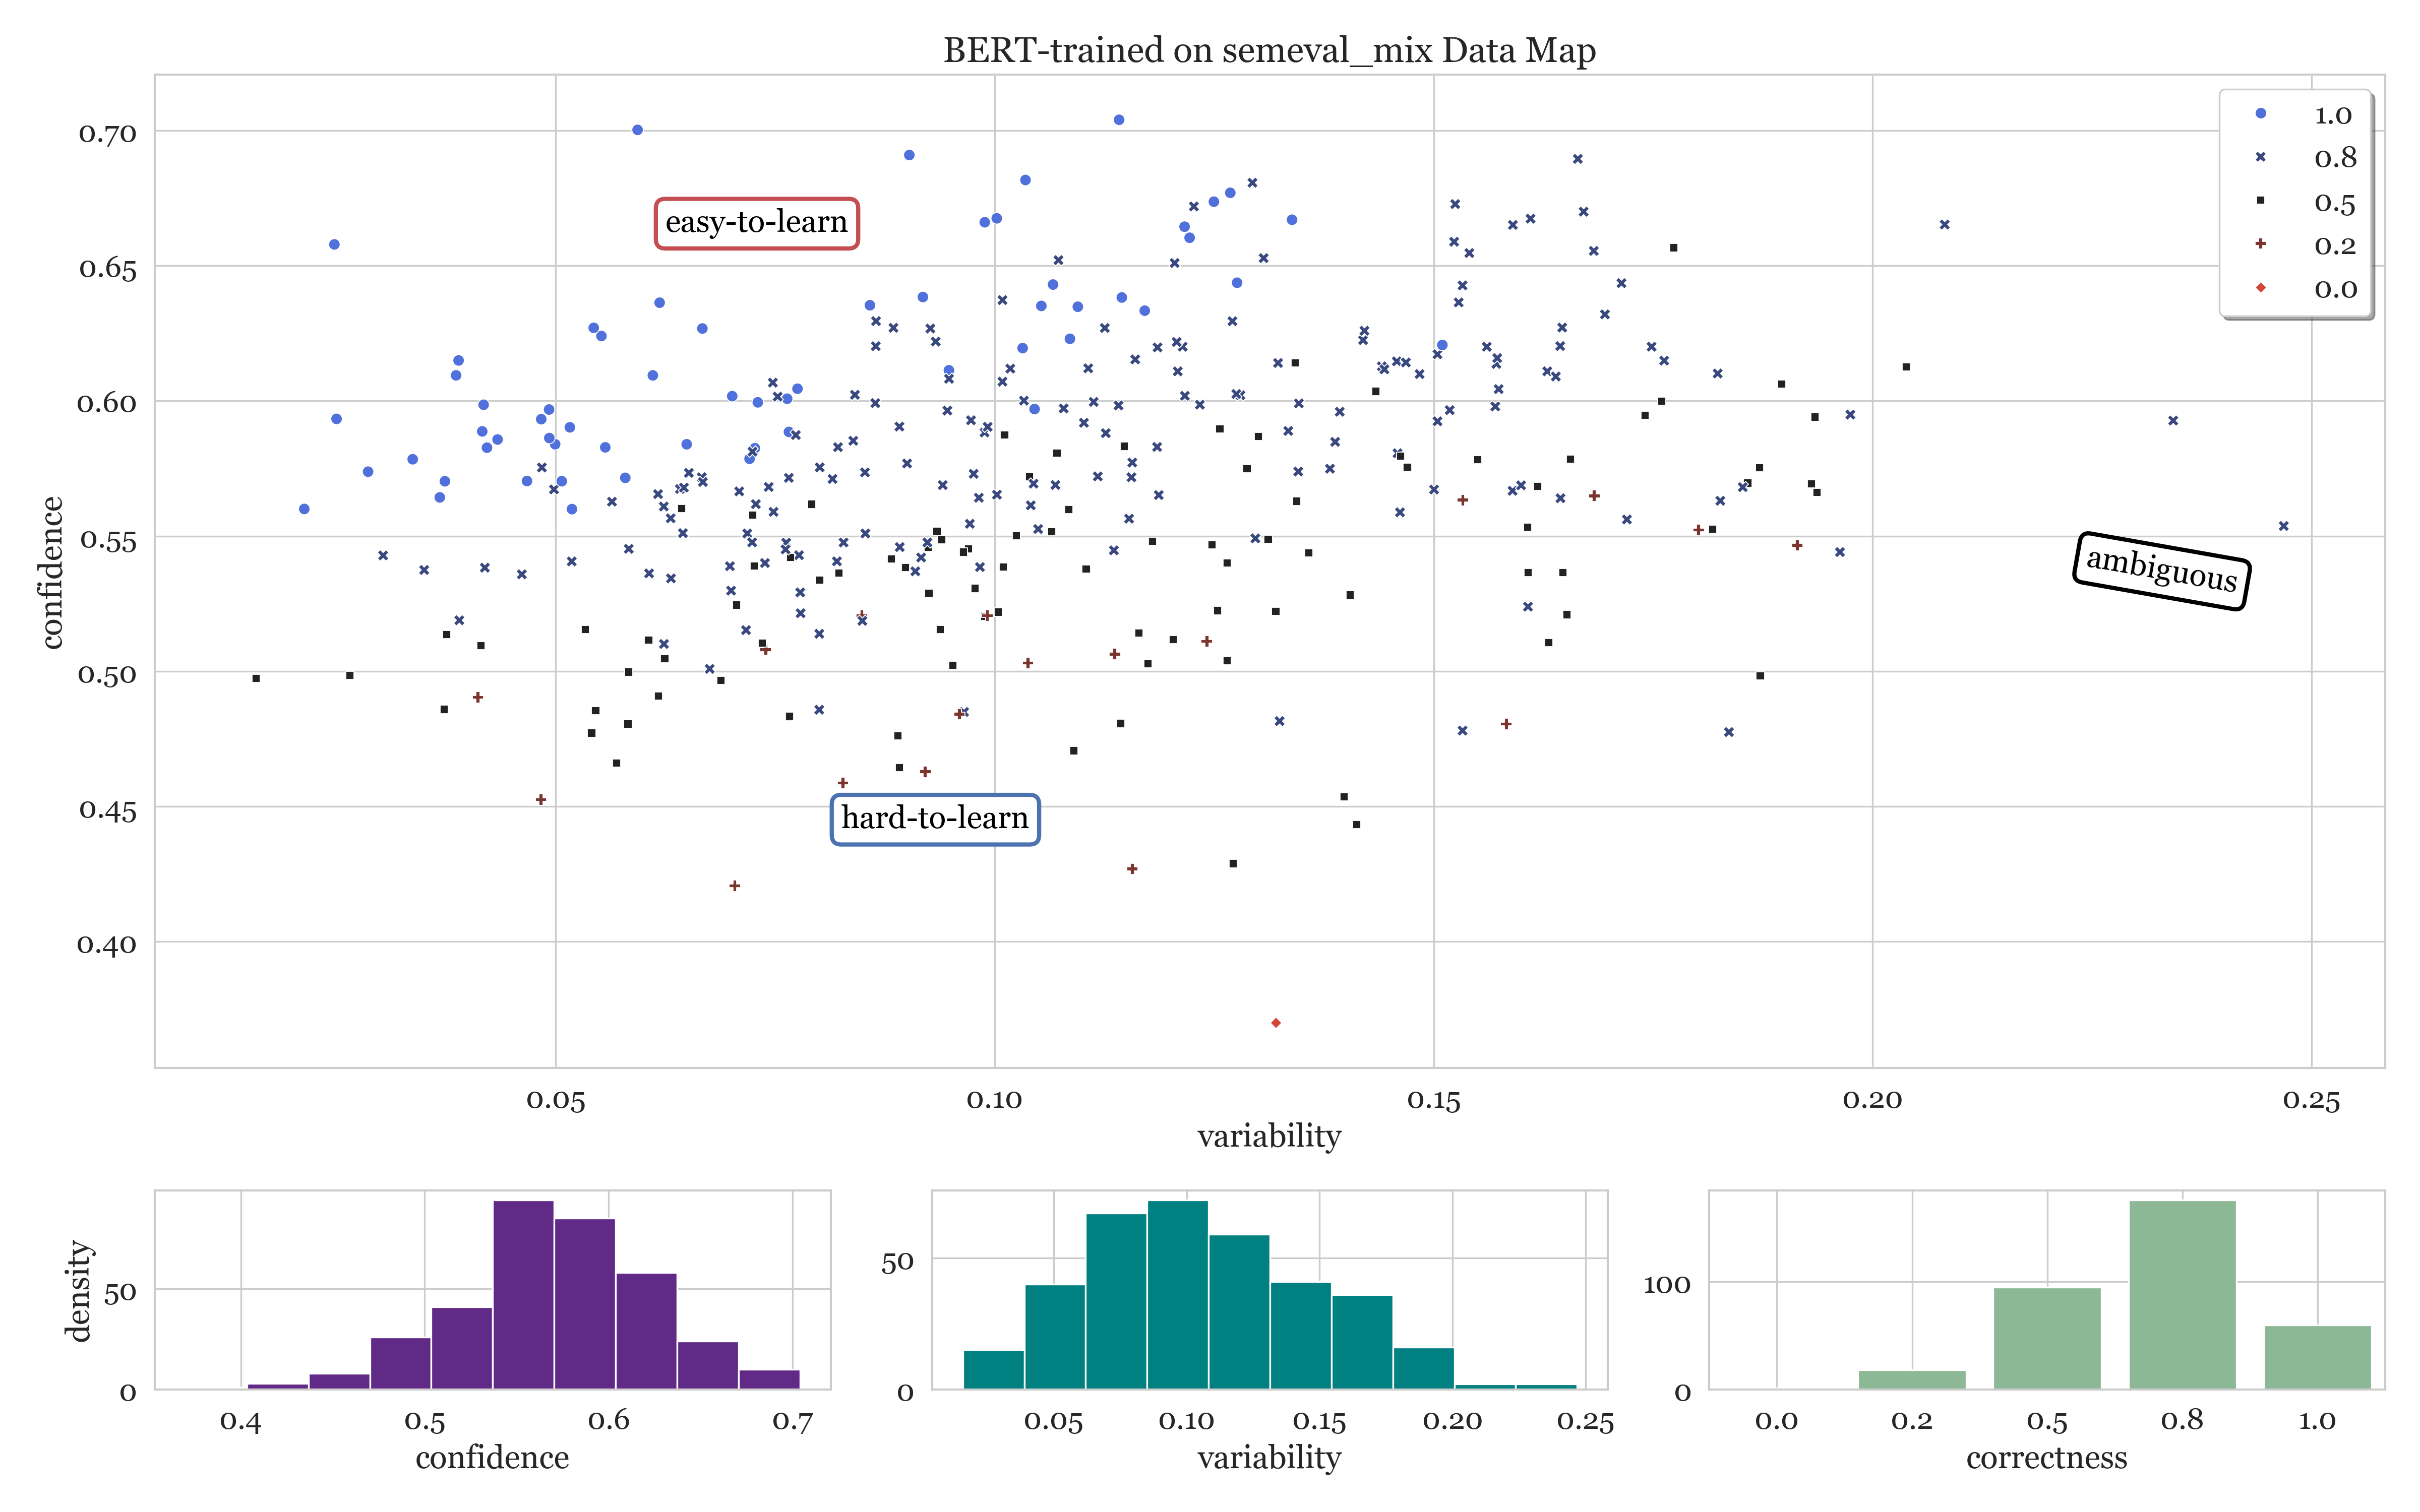 BERT-trained on semeval_mix Data Map
1.0
0.8
0.5
0.2
0.0
0.70
0.65
0.60
0.55
0.50
0.45
0.40
confidence
easy-to-learn
ambiguous
hard-to-learn
0.05 0.10 0.15 0.20 0.25
variability
density
50
0
0.4 0.5 0.6 0.7
confidence
50
0
0.05 0.10 0.15 0.20 0.25
variability
100
0
0.0 0.2 0.5 0.8 1.0
correctness